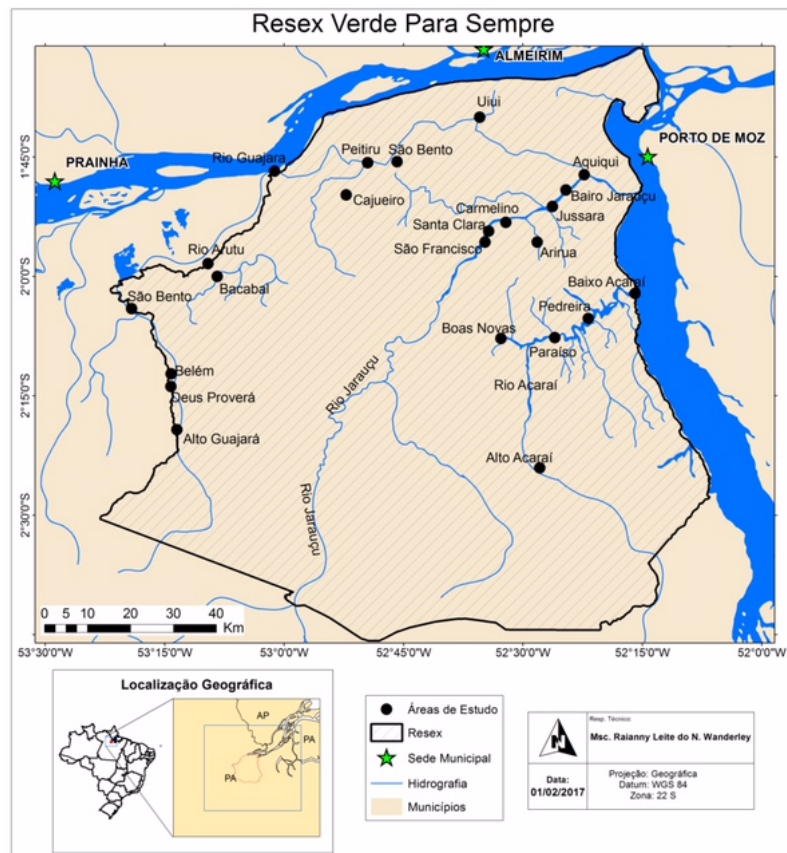 Resex Verde Para Sempre
ALMEIRIM
Uiui
PORTO DE MOZ
PRAINHA
Rio Guajara
Peitiru
São Bento
Aquiqui
Cajueiro
Bairo Jarauçu
Carmelino
Jussara
Santa Clara
São Francisco
Arirua
Rio Arutu
Bacabal
São Bento
Baixo Acaraí
Pedreira
Boas Novas
Paraíso
Rio Jarauçu
Belém
Deus Proverá
Rio Acaraí
Alto Guajará
Alto Acaraí
Rio Jarauçu
1°45'0"S
2°0'0"S
2°15'0"S
2°30'0"S
0 5 10 20 30 40
Km
53°30'0"W 53°15'0"W 53°0'0"W 52°45'0"W 52°30'0"W 52°15'0"W 52°0'0"W
Localização Geográfica
AP
PA
PA
Áreas de Estudo
Resex
Sede Municipal
Hidrografia
Municípios
N
Resp. Técnico:
Msc. Raianny Leite do N. Wanderley
Data:
01/02/2017
Projeção: Geográfica
Datum: WGS 84
Zona: 22 S